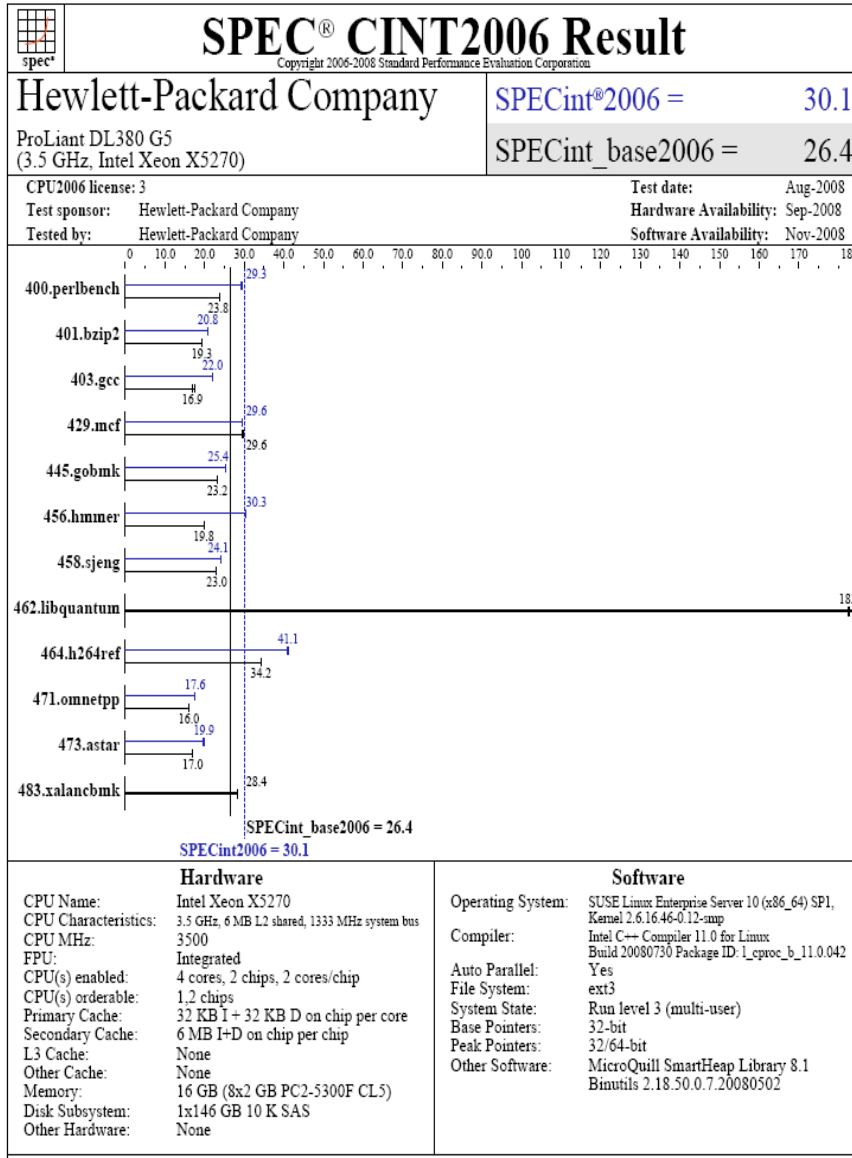 spec®
SPEC® CINT2006 Result
Copyright 2006-2008 Standard Performance Evaluation Corporation
Hewlett-Packard Company
ProLiant DL380 G5
(3.5 GHz, Intel Xeon X5270)
SPECint®2006 = 30.1
SPECint_base2006 = 26.4
CPU2006 license: 3
Test sponsor: Hewlett-Packard Company
Tested by: Hewlett-Packard Company
Test date: Aug-2008
Hardware Availability: Sep-2008
Software Availability: Nov-2008
0 10.0 20.0 30.0 40.0 50.0 60.0 70.0 80.0 90.0 100 110 120 130 140 150 160 170 18
400.perlbench
29.3
23.8
401.bzip2
20.8
19.3
403.gcc
22.0
16.9
429.mcf
29.6
29.6
445.gobmk
25.4
23.2
456.hmmer
30.3
19.8
458.sjeng
24.1
23.0
462.libquantum
18
464.h264ref
41.1
34.2
471.omnetpp
17.6
16.0
473.astar
19.9
17.0
483.xalancbmk
28.4
SPECint_base2006 = 26.4
SPECint2006 = 30.1
Hardware
CPU Name: Intel Xeon X5270
CPU Characteristics: 3.5 GHz, 6 MB L2 shared, 1333 MHz system bus
CPU MHz: 3500
FPU: Integrated
CPU(s) enabled: 4 cores, 2 chips, 2 cores/chip
CPU(s) orderable: 1,2 chips
Primary Cache: 32 KB I + 32 KB D on chip per core
Secondary Cache: 6 MB I+D on chip per chip
L3 Cache: None
Other Cache: None
Memory: 16 GB (8x2 GB PC2-5300F CL5)
Disk Subsystem: 1x146 GB 10 K SAS
Other Hardware: None
Software
Operating System: SUSE Linux Enterprise Server 10 (x86_64) SP1,
Kernel 2.6.16.46-0.12-smp
Compiler: Intel C++ Compiler 11.0 for Linux
Build 20080730 Package ID: l_cproc_b_11.0.042
Auto Parallel: Yes
File System: ext3
System State: Run level 3 (multi-user)
Base Pointers: 32-bit
Peak Pointers: 32/64-bit
Other Software: MicroQuill SmartHeap Library 8.1
Binutils 2.18.50.0.7.20080502